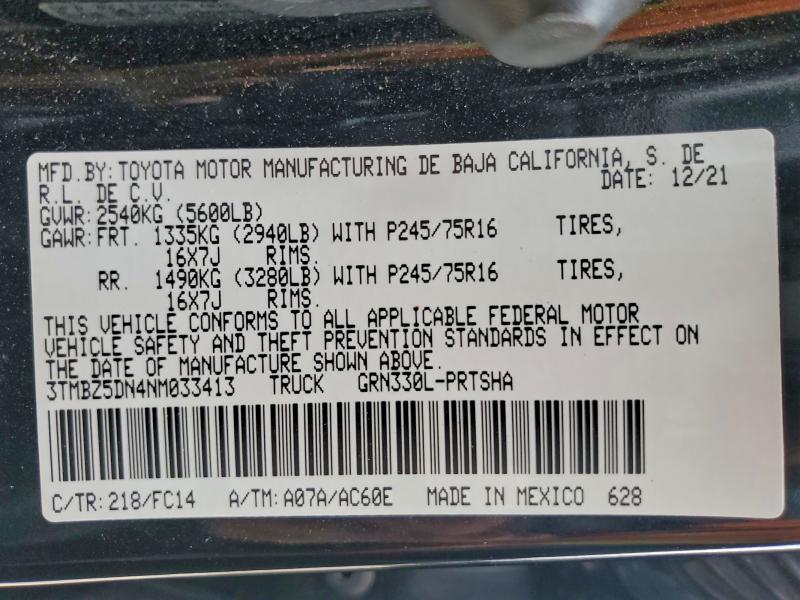 MFD.BY: TOYOTA MOTOR MANUFACTURING DE BAJA CALIFORNIA, S. DE
R.L. DE C.V. DATE: 12/21
GVWR: 2540KG (5600LB)
GAWR: FRT. 1335KG (2940LB) WITH P245/75R16 TIRES,
16X7J RIMS.
RR. 1490KG (3280LB) WITH P245/75R16 TIRES,
16X7J RIMS.
THIS VEHICLE CONFORMS TO ALL APPLICABLE FEDERAL MOTOR
VEHICLE SAFETY AND THEFT PREVENTION STANDARDS IN EFFECT ON
THE DATE OF MANUFACTURE SHOWN ABOVE.
3TMBZ5DN4NM033413 TRUCK GRN330L-PRTSHA
C/TR: 218/FC14 A/TM: A07A/AC60E MADE IN MEXICO 628